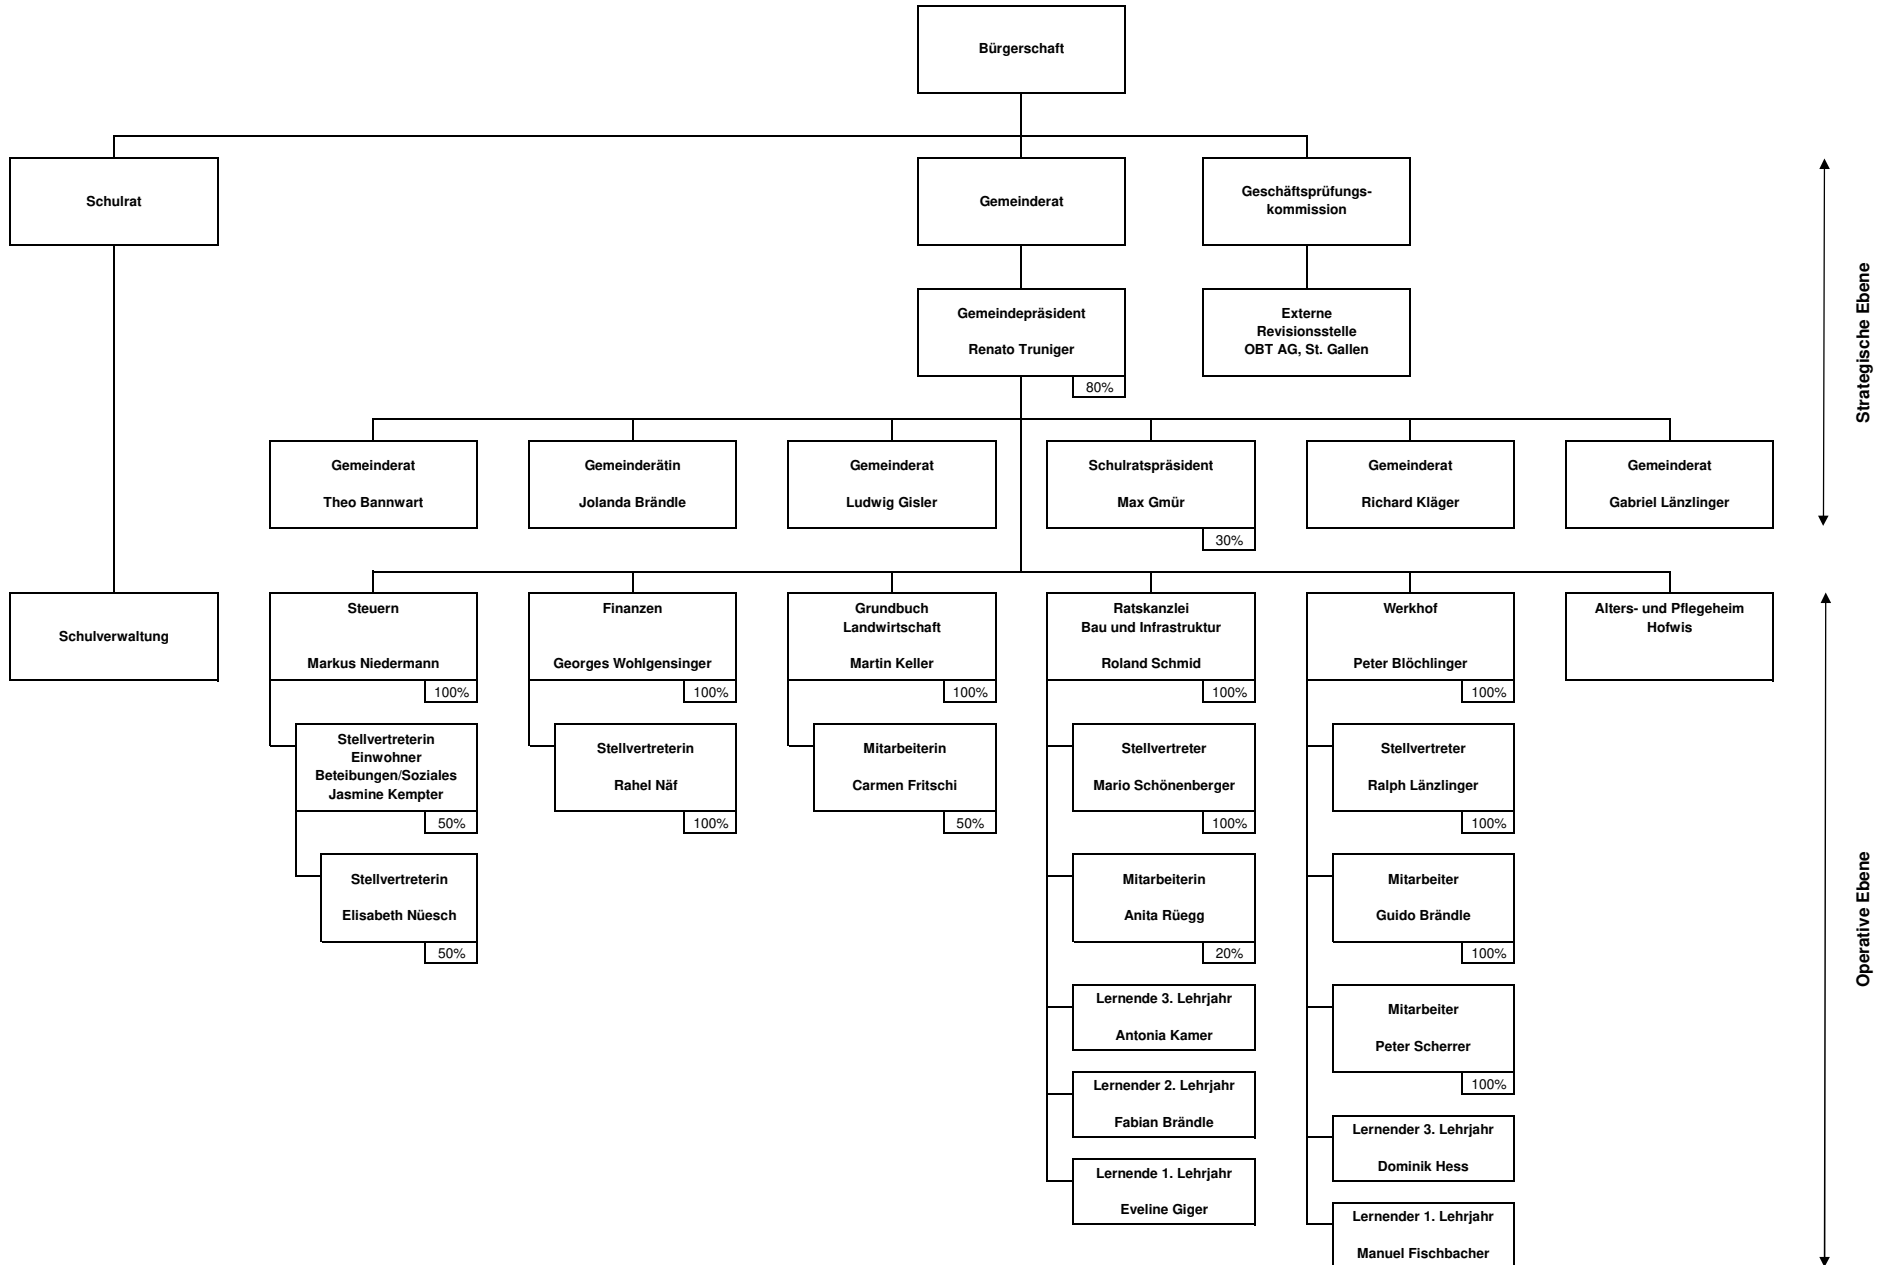 Bürgerschaft
Schulrat
Gemeinderat
Geschäftsprüfungs-
kommission
Gemeindepräsident
Renato Truniger
80%
Externe
Revisionsstelle
OBT AG, St. Gallen
Strategische Ebene
Gemeinderat
Theo Bannwart
Gemeinderätin
Jolanda Brändle
Gemeinderat
Ludwig Gisler
Schulratspräsident
Max Gmür
30%
Gemeinderat
Richard Kläger
Gemeinderat
Gabriel Länzlinger
Schulverwaltung
Steuern
Markus Niedermann
100%
Stellvertreterin
Einwohner
Beteibungen/Soziales
Jasmine Kempter
50%
Stellvertreterin
Elisabeth Nüesch
50%
Finanzen
Georges Wohlgensinger
100%
Stellvertreterin
Rahel Näf
100%
Grundbuch
Landwirtschaft
Martin Keller
100%
Mitarbeiterin
Carmen Fritschi
50%
Ratskanzlei
Bau und Infrastruktur
Roland Schmid
100%
Stellvertreter
Mario Schönenberger
100%
Mitarbeiterin
Anita Rüegg
20%
Lernende 3. Lehrjahr
Antonia Kamer
Lernender 2. Lehrjahr
Fabian Brändle
Lernende 1. Lehrjahr
Eveline Giger
Werkhof
Peter Blöchlinger
100%
Stellvertreter
Ralph Länzlinger
100%
Mitarbeiter
Guido Brändle
100%
Mitarbeiter
Peter Scherrer
100%
Lernender 3. Lehrjahr
Dominik Hess
Lernender 1. Lehrjahr
Manuel Fischbacher
Alters- und Pflegeheim
Hofwis
Operative Ebene